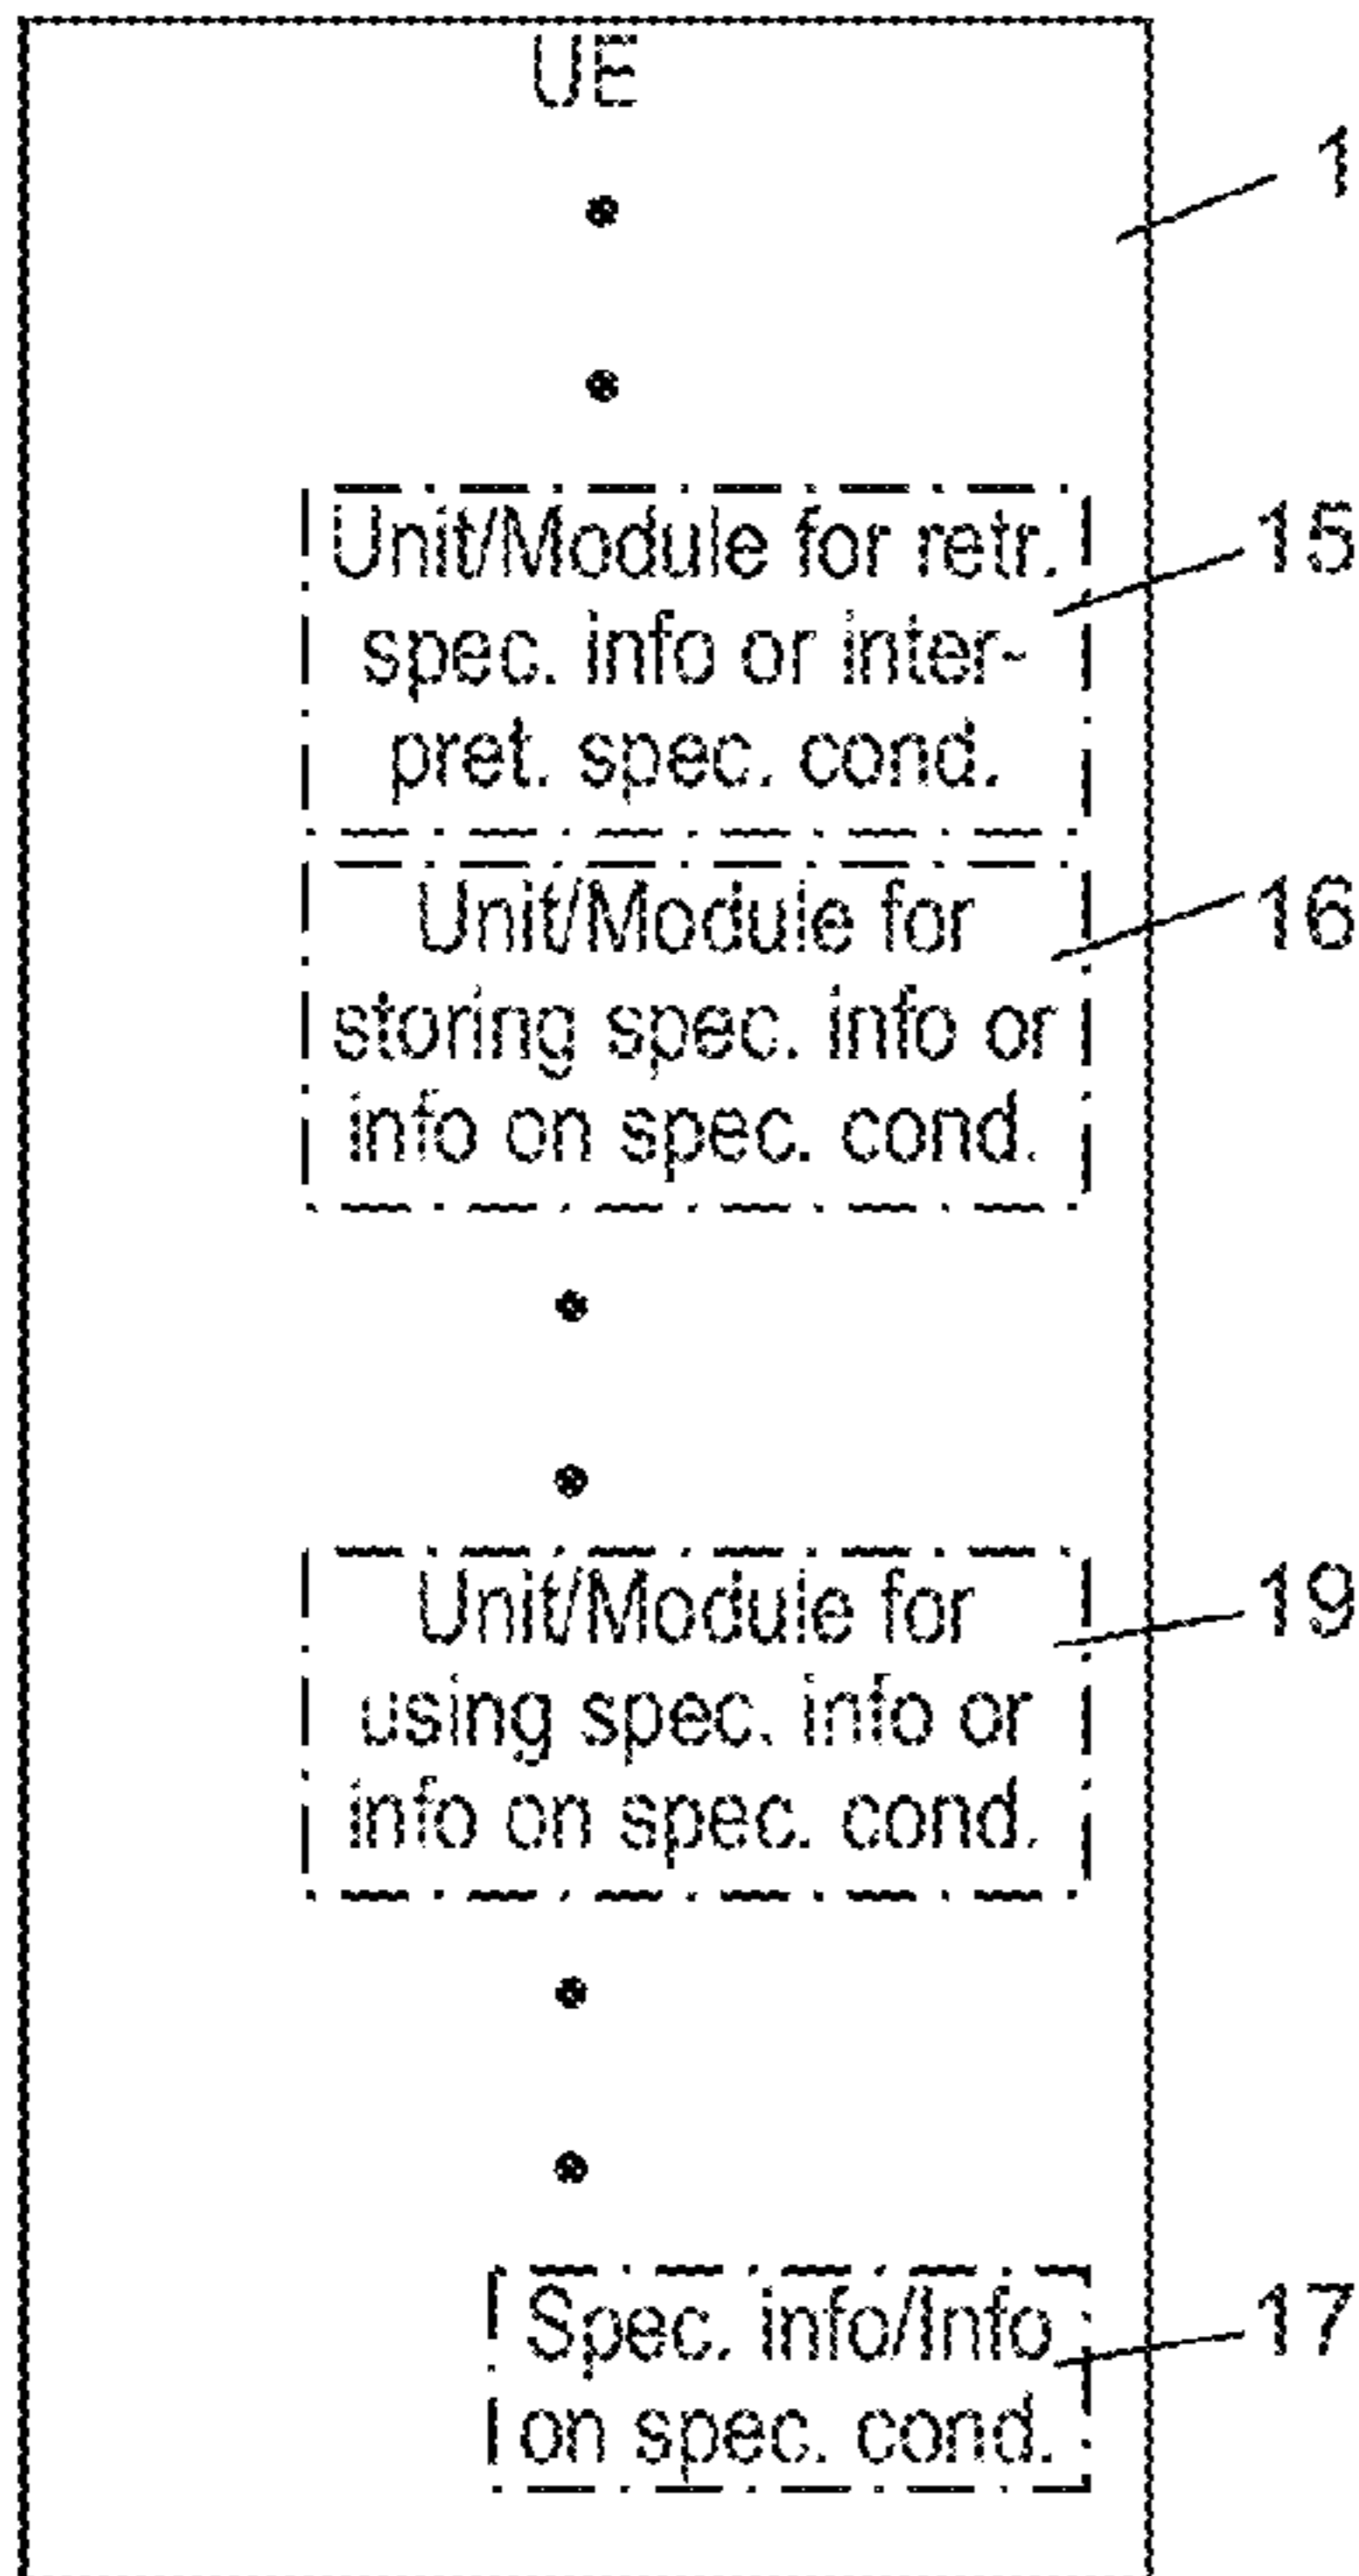 UE
1
Unit/Module for retr.
spec. info or inter-
pret. spec. cond.
15
Unit/Module for
storing spec. info or
info on spec. cond.
16
Unit/Module for
using spec. info or
info on spec. cond.
19
Spec. info/Info
on spec. cond.
17